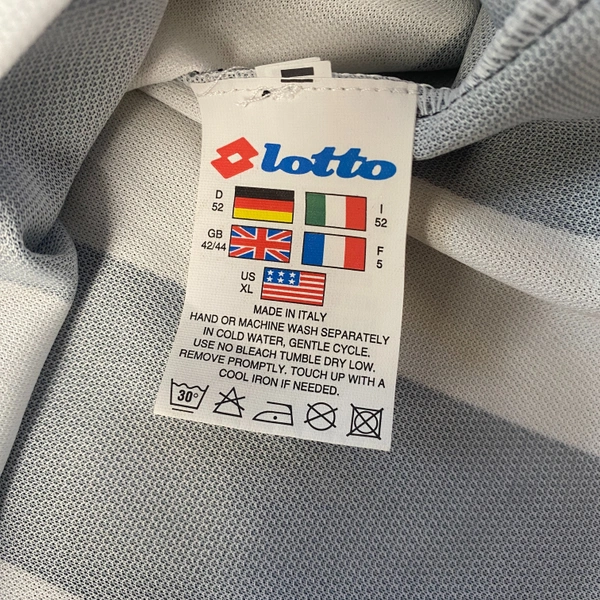 lotto
D
52
I
52
GB
42/44
F
5
US
XL
MADE IN ITALY
HAND OR MACHINE WASH SEPARATELY
IN COLD WATER, GENTLE CYCLE.
USE NO BLEACH TUMBLE DRY LOW.
REMOVE PROMPTLY. TOUCH UP WITH A
COOL IRON IF NEEDED.
30°